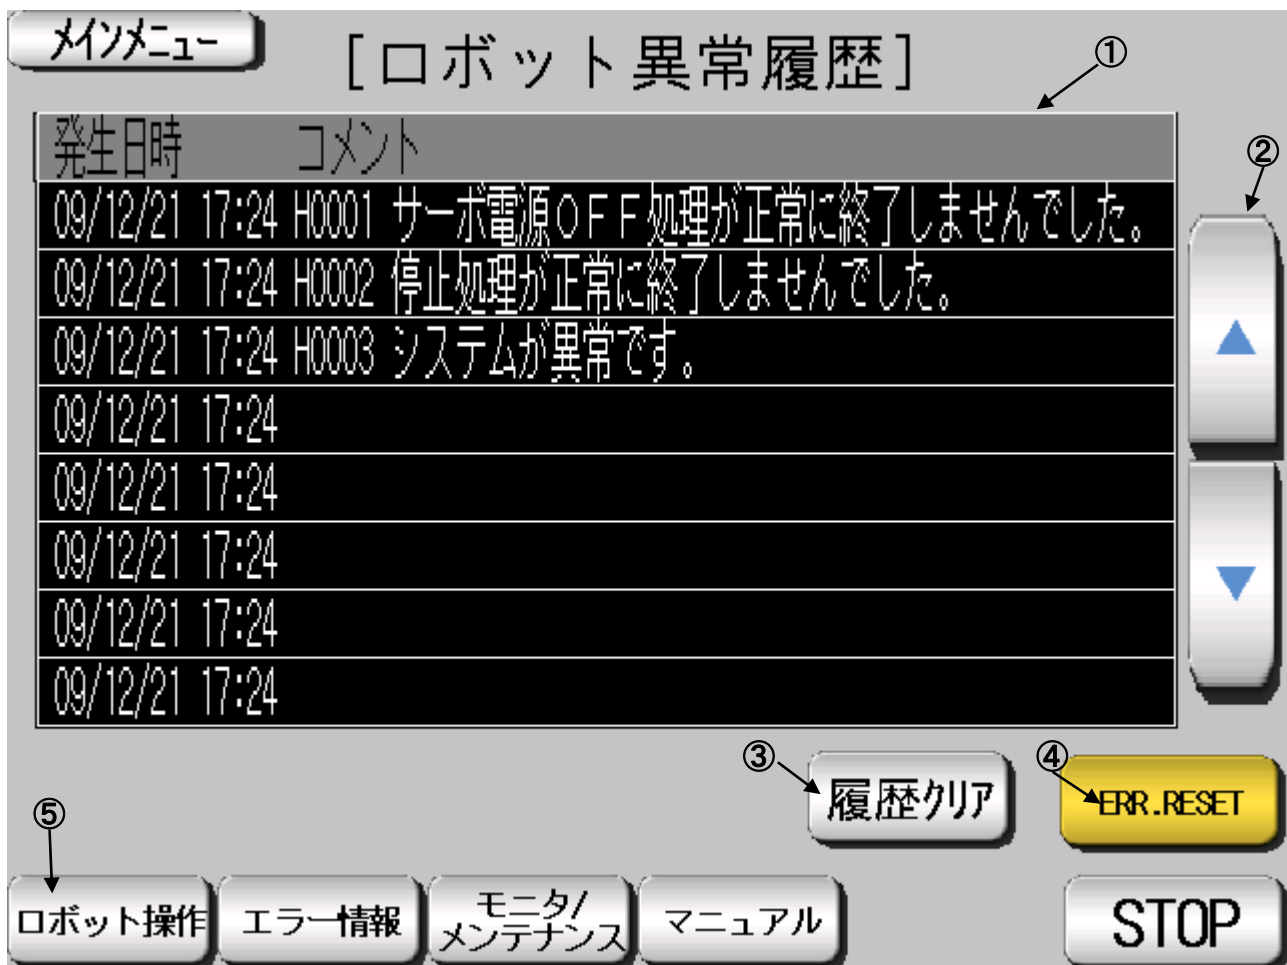 メインメニュー
[ロボット異常履歴]
①
発生日時 コメント
②
09/12/21 17:24 H0001 サーボ電源OFF処理が正常に終了しませんでした。
09/12/21 17:24 H0002 停止処理が正常に終了しませんでした。
09/12/21 17:24 H0003 システムが異常です。
09/12/21 17:24
09/12/21 17:24
09/12/21 17:24
09/12/21 17:24
09/12/21 17:24
③
履歴クリア
④
ERR.RESET
⑤
ロボット操作
エラー情報
モニタ/
メンテナンス
マニュアル
STOP